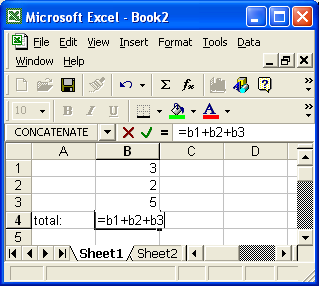 Microsoft Excel - Book2
File Edit View Insert Format Tools Data
Window Help
Σ fx ?
10 B I U A
CONCATENATE = =b1+b2+b3
A B C D
1 3
2 2
3 5
4 total: =b1+b2+b3
5
Sheet1 Sheet2